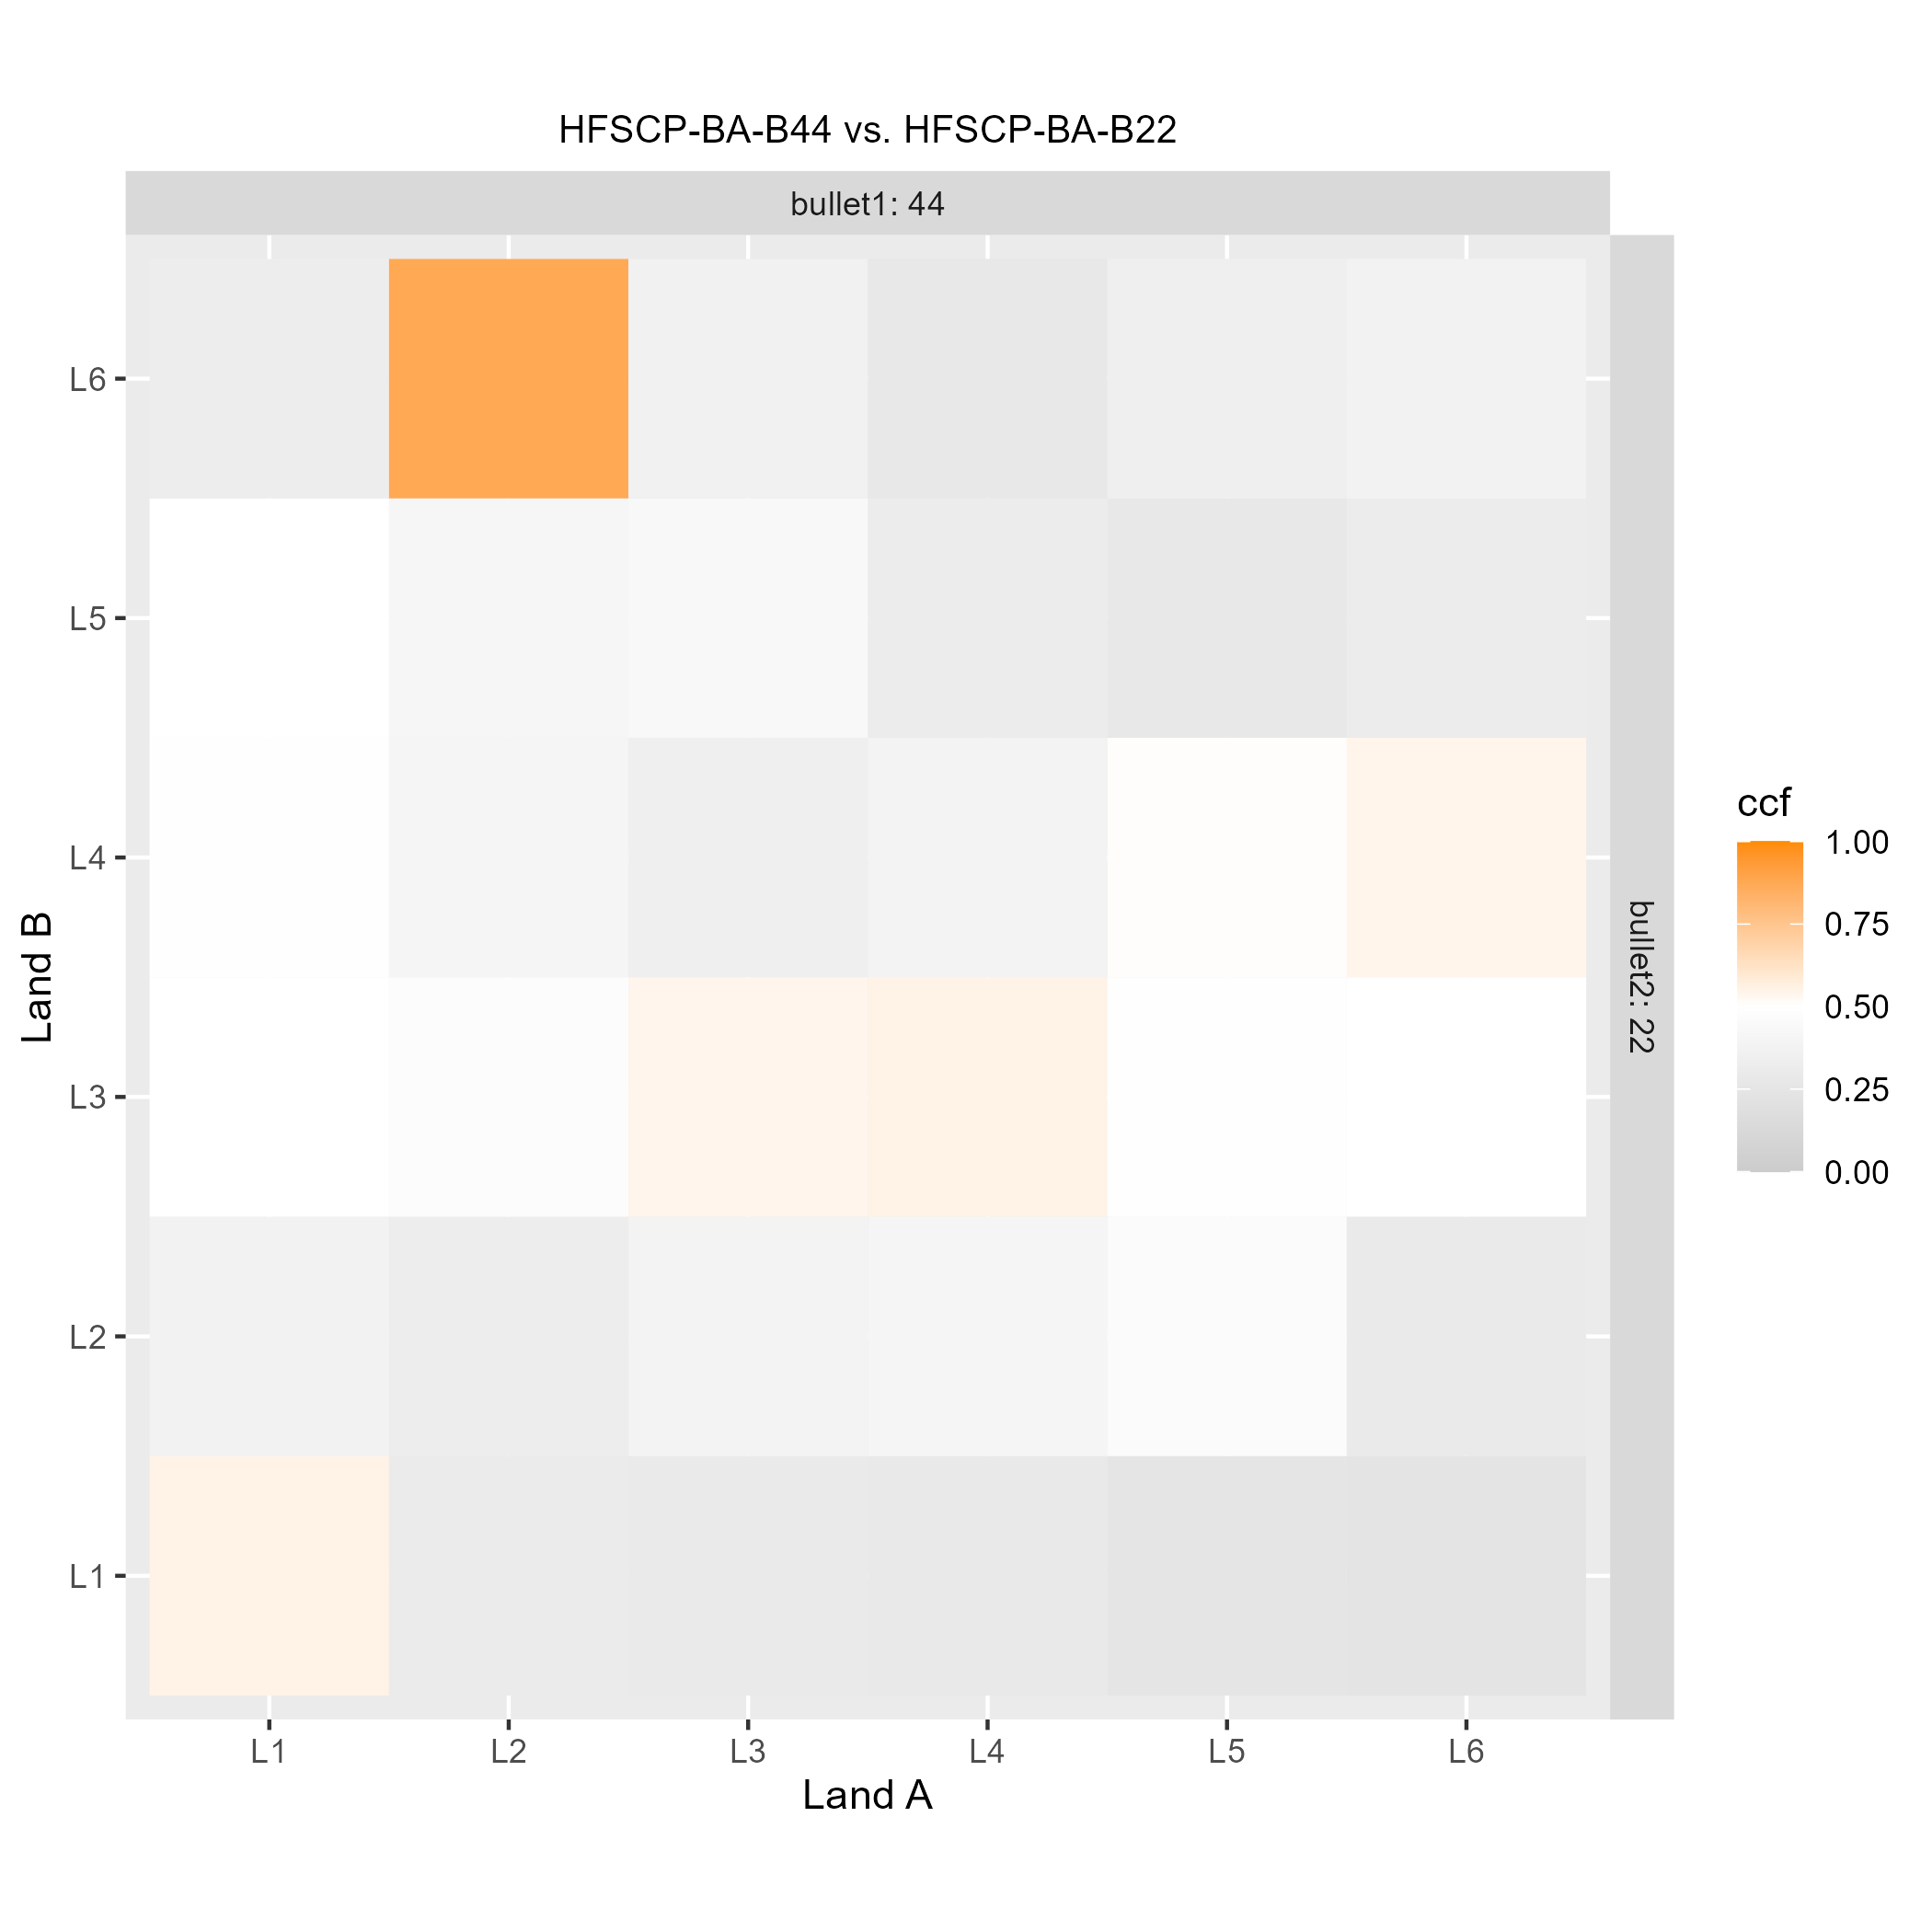 HFSCP-BA-B44 vs. HFSCP-BA-B22
bullet1: 44
L6
L5
L4
L3
L2
L1
Land B
bullet2: 22
L1 L2 L3 L4 L5 L6
Land A
ccf
1.00
0.75
0.50
0.25
0.00